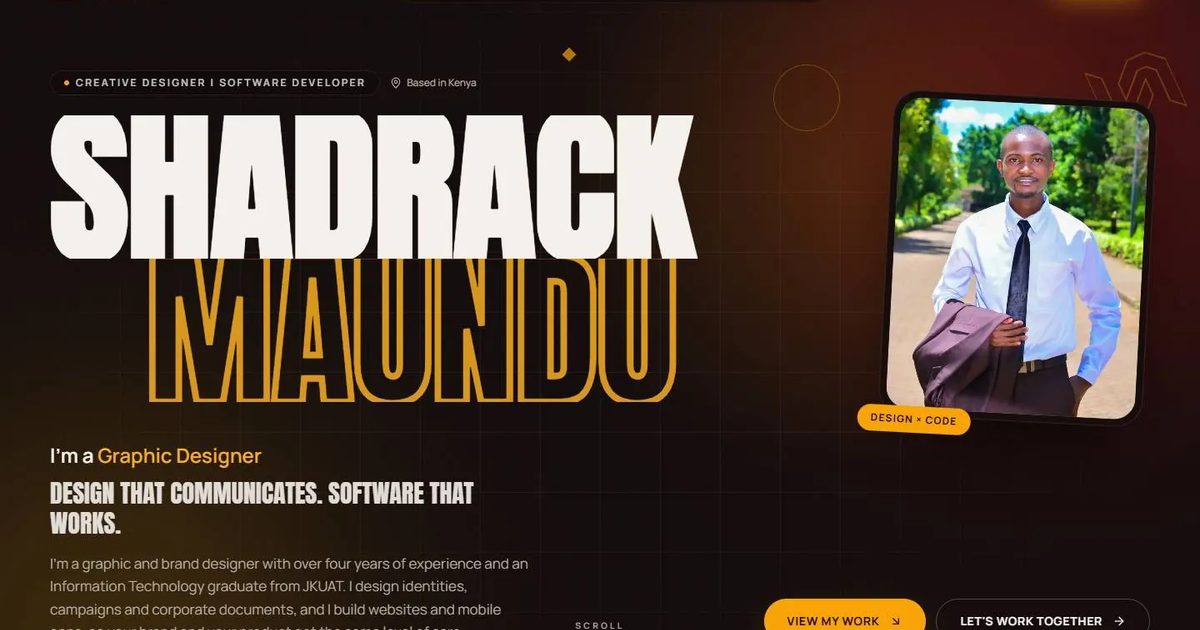 CREATIVE DESIGNER I SOFTWARE DEVELOPER
Based in Kenya
SHADRACK
MAUNDU
DESIGN × CODE
I'm a Graphic Designer
DESIGN THAT COMMUNICATES. SOFTWARE THAT
WORKS.
I'm a graphic and brand designer with over four years of experience and an
Information Technology graduate from JKUAT. I design identities,
campaigns and corporate documents, and I build websites and mobile
SCROLL
VIEW MY WORK
LET'S WORK TOGETHER